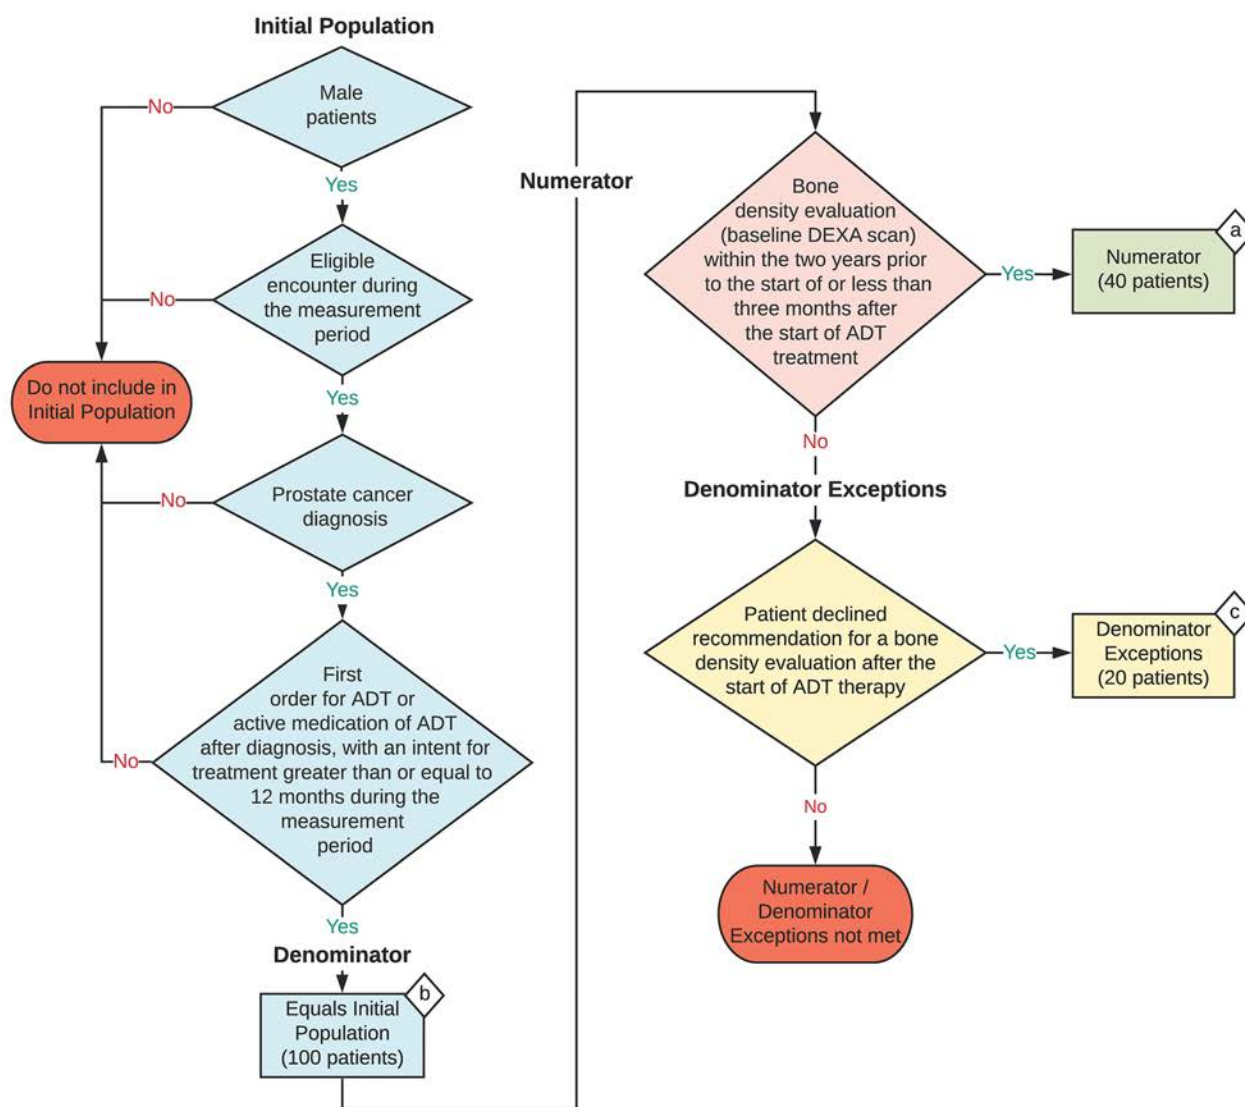 Initial Population
Male
patients
No
Yes
Eligible
encounter during
the measurement
period
No
Do not include in
Initial Population
Yes
Prostate cancer
diagnosis
No
Yes
First
order for ADT or
active medication of ADT
after diagnosis, with an intent for
treatment greater than or equal to
12 months during the
measurement
period
No
Yes
Denominator
b
Equals Initial
Population
(100 patients)
Numerator
Bone
density evaluation
(baseline DEXA scan)
within the two years prior
to the start of or less than
three months after
the start of ADT
treatment
Yes
a
Numerator
(40 patients)
No
Denominator Exceptions
Patient declined
recommendation for a bone
density evaluation after the
start of ADT therapy
Yes
c
Denominator
Exceptions
(20 patients)
No
Numerator /
Denominator
Exceptions not met